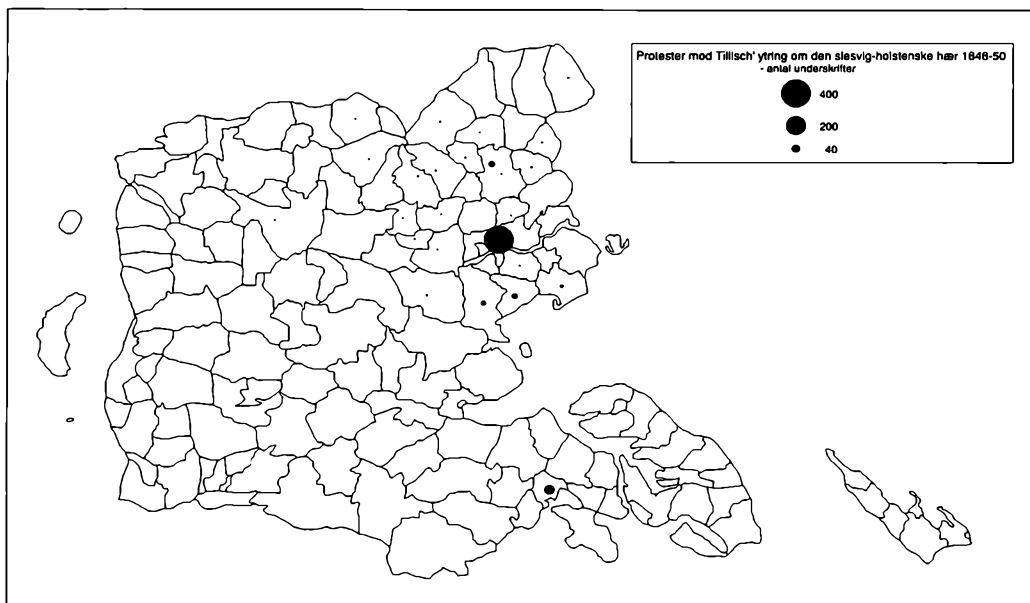 Protester mod Tillisch' ytring om den slesvig-holstenske hær 1848-50
- antal underskrifter
400
200
40